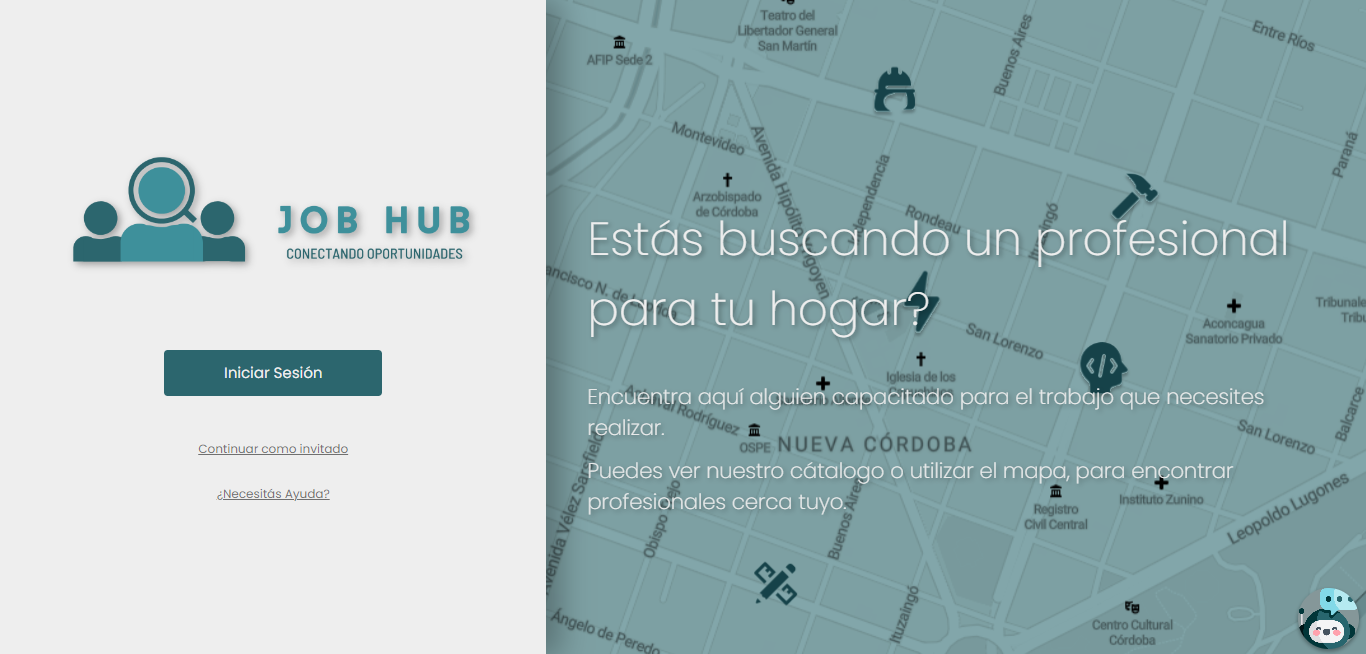 JOB HUB
CONECTANDO OPORTUNIDADES
Iniciar Sesión
Continuar como invitado
¿Necesitás Ayuda?
Estás buscando un profesional
para tu hogar?
Encuentra aquí alguien capacitado para el trabajo que necesites
realizar.
Puedes ver nuestro cátalogo o utilizar el mapa, para encontrar
profesionales cerca tuyo.
Teatro del
Libertador General
San Martín
AFIP Sede 2
Buenos Aires
Entre Ríos
Montevideo
Avenida Hipólito Yrigoyen
Independencia
Paraná
Arzobispado
de Córdoba
Rondeau
Ituzaingó
Francisco N. de
San Lorenzo
Aconcagua
Sanatorio Privado
Iglesia de los
Rodríguez
OSPE
NUEVA CÓRDOBA
San Lorenzo
Balcarce
Avenida Vélez Sarsfield
Obispo
Buenos Aires
Registro
Civil Central
Instituto Zunino
Leopoldo Lugones
Ituzaingó
Centro Cultural
Córdoba
Ángelo de Peredo